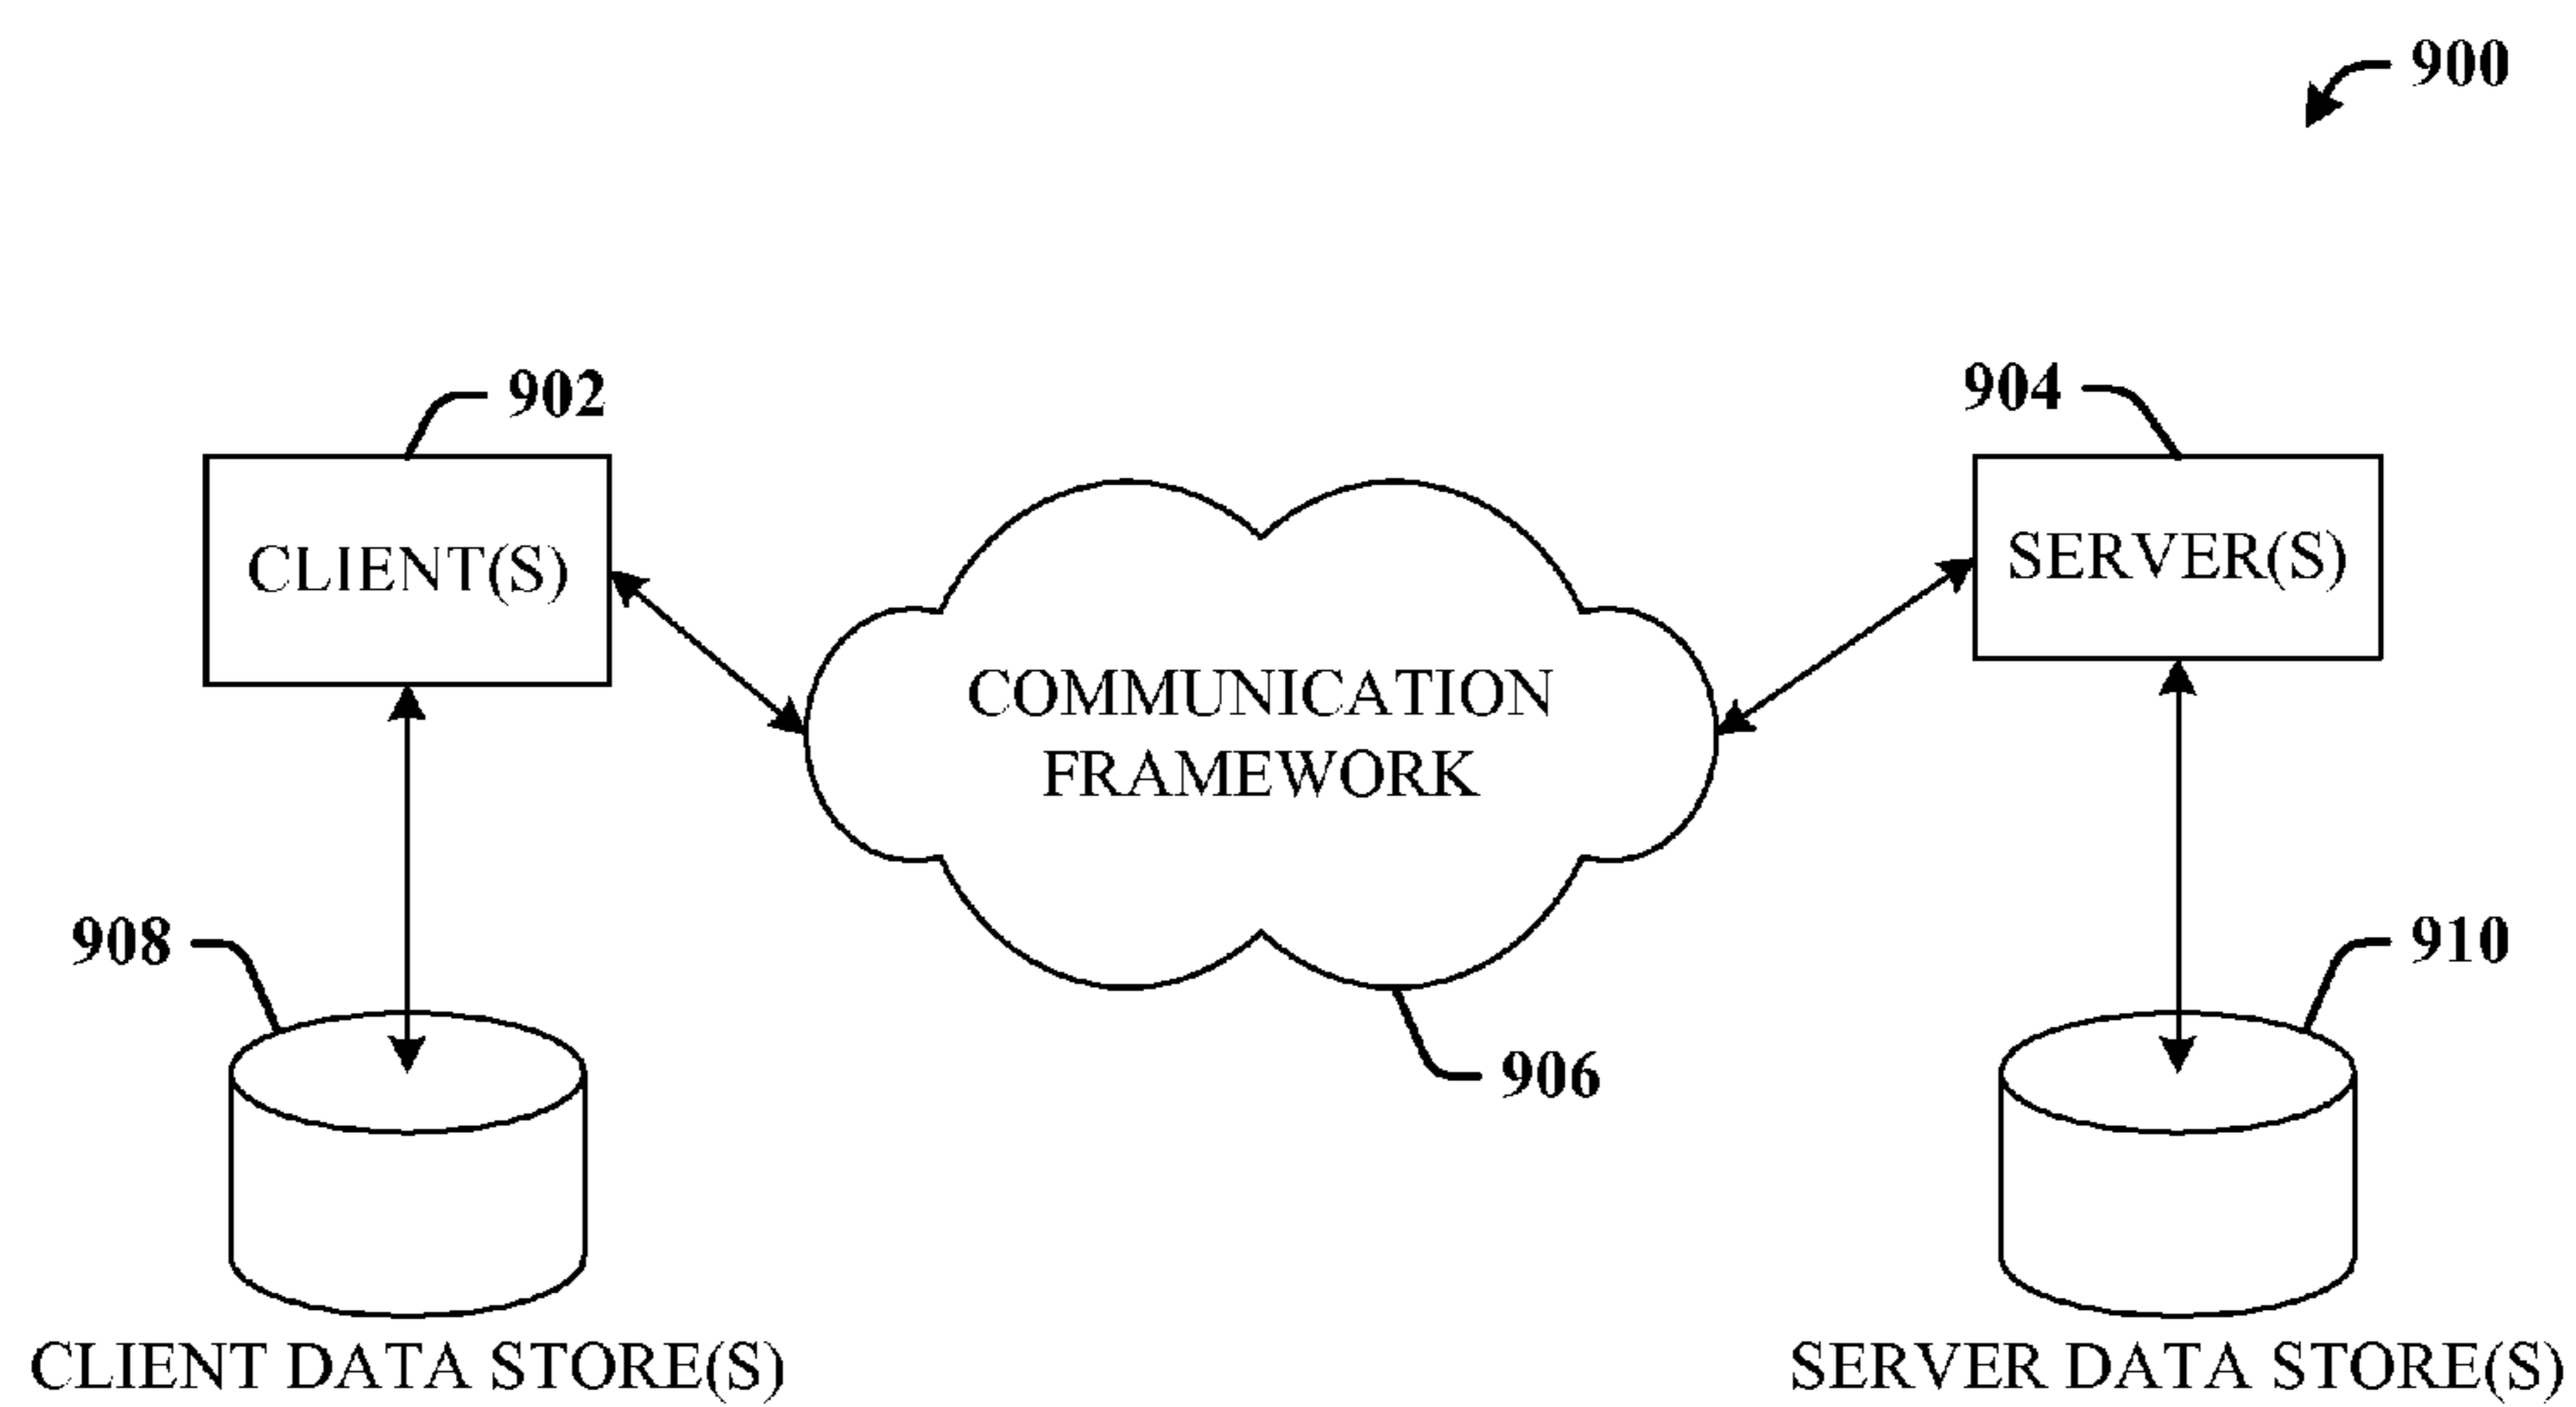 900
902
904
CLIENT(S)
SERVER(S)
COMMUNICATION
FRAMEWORK
908
910
906
CLIENT DATA STORE(S)
SERVER DATA STORE(S)